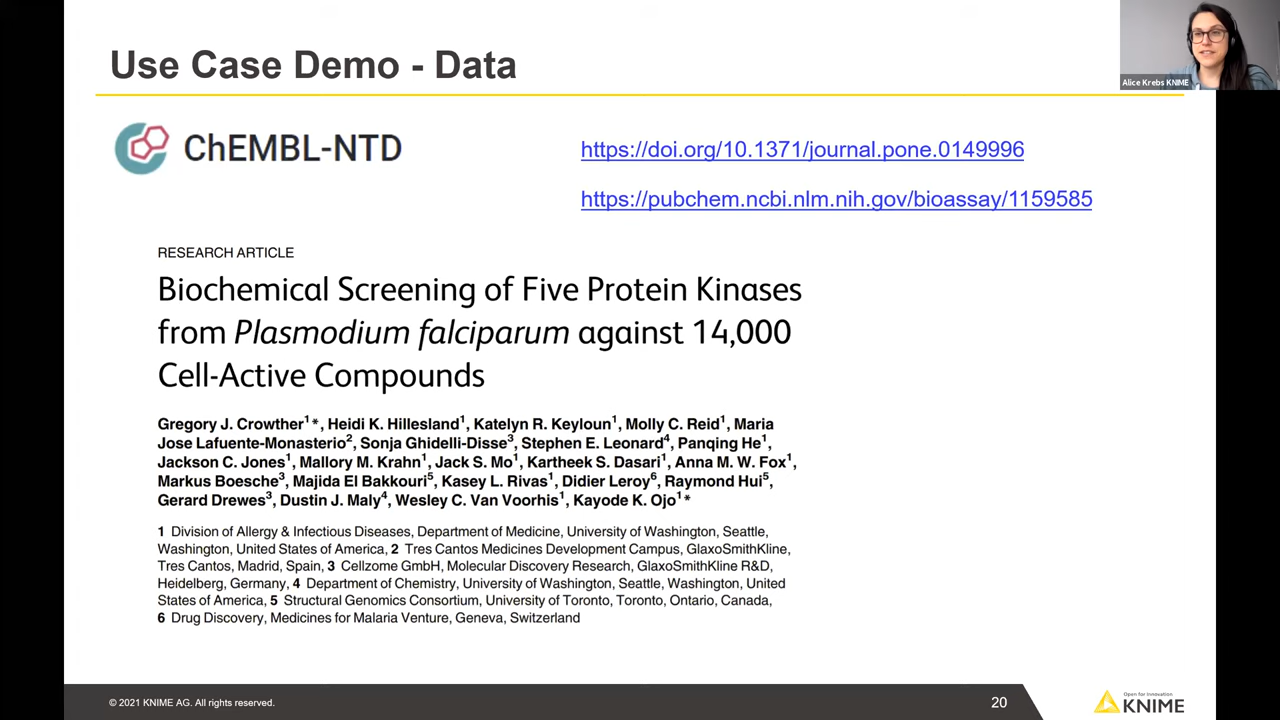 Use Case Demo - Data
Alice Krebs KNIME
ChEMBL-NTD
https://doi.org/10.1371/journal.pone.0149996
https://pubchem.ncbi.nlm.nih.gov/bioassay/1159585
RESEARCH ARTICLE
Biochemical Screening of Five Protein Kinases
from Plasmodium falciparum against 14,000
Cell-Active Compounds
Gregory J. Crowther1*, Heidi K. Hillesland1, Katelyn R. Keyloun1, Molly C. Reid1, Maria
Jose Lafuente-Monasterio2, Sonja Ghidelli-Disse3, Stephen E. Leonard4, Panqing He1,
Jackson C. Jones1, Mallory M. Krahn1, Jack S. Mo1, Kartheek S. Dasari1, Anna M. W. Fox1,
Markus Boesche3, Majida El Bakkouri5, Kasey L. Rivas1, Didier Leroy6, Raymond Hui5,
Gerard Drewes3, Dustin J. Maly4, Wesley C. Van Voorhis1, Kayode K. Ojo1*
1 Division of Allergy & Infectious Diseases, Department of Medicine, University of Washington, Seattle,
Washington, United States of America, 2 Tres Cantos Medicines Development Campus, GlaxoSmithKline,
Tres Cantos, Madrid, Spain, 3 Cellzome GmbH, Molecular Discovery Research, GlaxoSmithKline R&D,
Heidelberg, Germany, 4 Department of Chemistry, University of Washington, Seattle, Washington, United
States of America, 5 Structural Genomics Consortium, University of Toronto, Toronto, Ontario, Canada,
6 Drug Discovery, Medicines for Malaria Venture, Geneva, Switzerland
© 2021 KNIME AG. All rights reserved.
20
Open for Innovation
KNIME